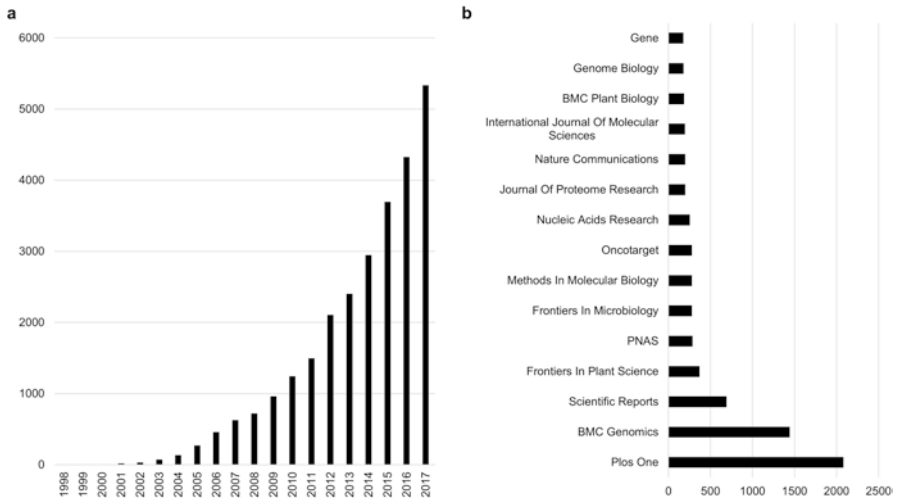 a
6000
5000
4000
3000
2000
1000
0
1998
1999
2000
2001
2002
2003
2004
2005
2006
2007
2008
2009
2010
2011
2012
2013
2014
2015
2016
2017
b
Gene
Genome Biology
BMC Plant Biology
International Journal Of Molecular
Sciences
Nature Communications
Journal Of Proteome Research
Nucleic Acids Research
Oncotarget
Methods In Molecular Biology
Frontiers In Microbiology
PNAS
Frontiers In Plant Science
Scientific Reports
BMC Genomics
Plos One
0 500 1000 1500 2000 2500